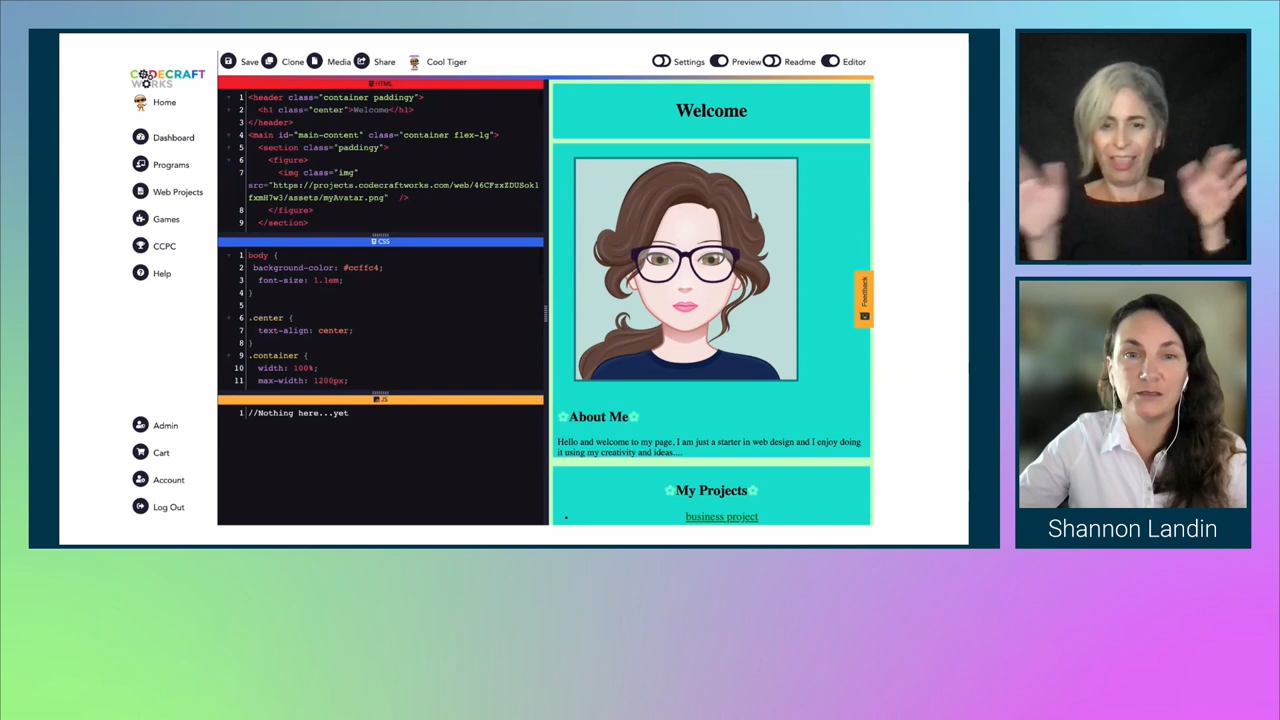 CODECRAFT
WORKS
Home
Dashboard
Programs
Web Projects
Games
CCPC
Help
Admin
Cart
Account
Log Out
Save Clone Media Share Cool Tiger
Settings Preview Readme Editor
HTML
1 <header class="container paddingy">
2 <h1 class="center">Welcome</h1>
3 </header>
4 <main id="main-content" class="container flex-lg">
5 <section class="paddingy">
6 <figure>
7 <img class="img"
src="https://projects.codecraftworks.com/web/46CFzxZDUSokl
fxmH7w3/assets/myAvatar.png" />
8 </figure>
9 </section>
CSS
1 body {
2 background-color: #ccffc4;
3 font-size: 1.1em;
4 }
5
6 .center {
7 text-align: center;
8 }
9 .container {
10 width: 100%;
11 max-width: 1200px;
JS
1 //Nothing here...yet
Welcome
About Me
Hello and welcome to my page, I am just a starter in web design and I enjoy doing
it using my creativity and ideas....
My Projects
business project
Feedback
Shannon Landin